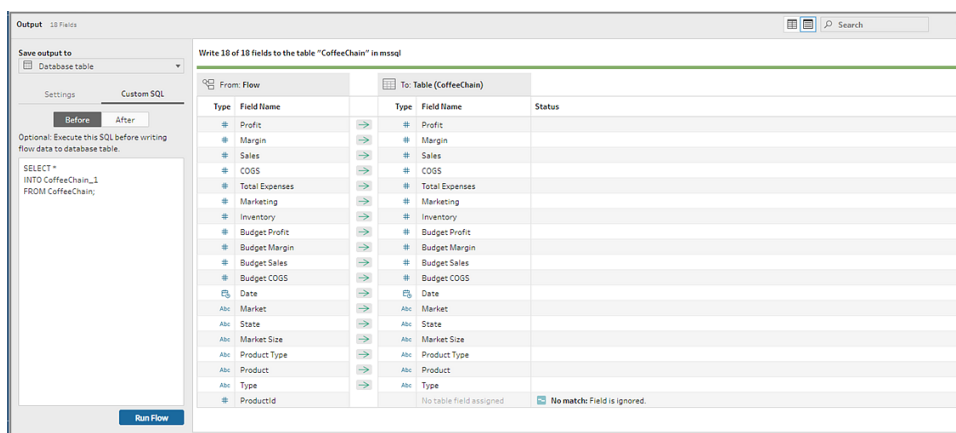 Output 18 Fields
Search
Save output to
Database table
Settings Custom SQL
Before After
Optional: Execute this SQL before writing
flow data to database table.
SELECT *
INTO CoffeeChain_1
FROM CoffeeChain;
Run Flow
Write 18 of 18 fields to the table "CoffeeChain" in mssql
From: Flow To: Table (CoffeeChain)
Type Field Name Type Field Name Status
# Profit → # Profit
# Margin → # Margin
# Sales → # Sales
# COGS → # COGS
# Total Expenses → # Total Expenses
# Marketing → # Marketing
# Inventory → # Inventory
# Budget Profit → # Budget Profit
# Budget Margin → # Budget Margin
# Budget Sales → # Budget Sales
# Budget COGS → # Budget COGS
Date → Date
Abc Market → Abc Market
Abc State → Abc State
Abc Market Size → Abc Market Size
Abc Product Type → Abc Product Type
Abc Product → Abc Product
Abc Type → Abc Type
# ProductId No table field assigned No match: Field is ignored.